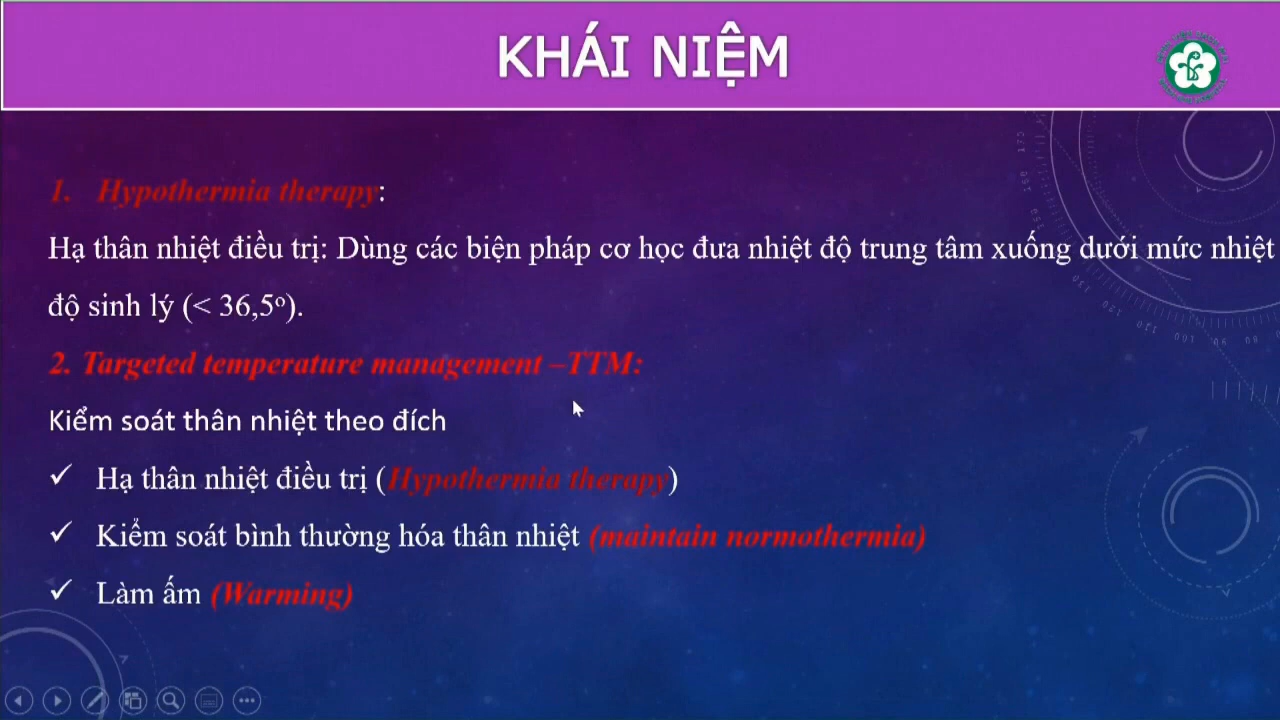 KHÁI NIỆM
1. Hypothermia therapy:
Hạ thân nhiệt điều trị: Dùng các biện pháp cơ học đưa nhiệt độ trung tâm xuống dưới mức nhiệt
độ sinh lý (< 36,5º).
2. Targeted temperature management –TTM:
Kiểm soát thân nhiệt theo đích
✓ Hạ thân nhiệt điều trị (Hypothermia therapy)
✓ Kiểm soát bình thường hóa thân nhiệt (maintain normothermia)
✓ Làm ấm (Warming)